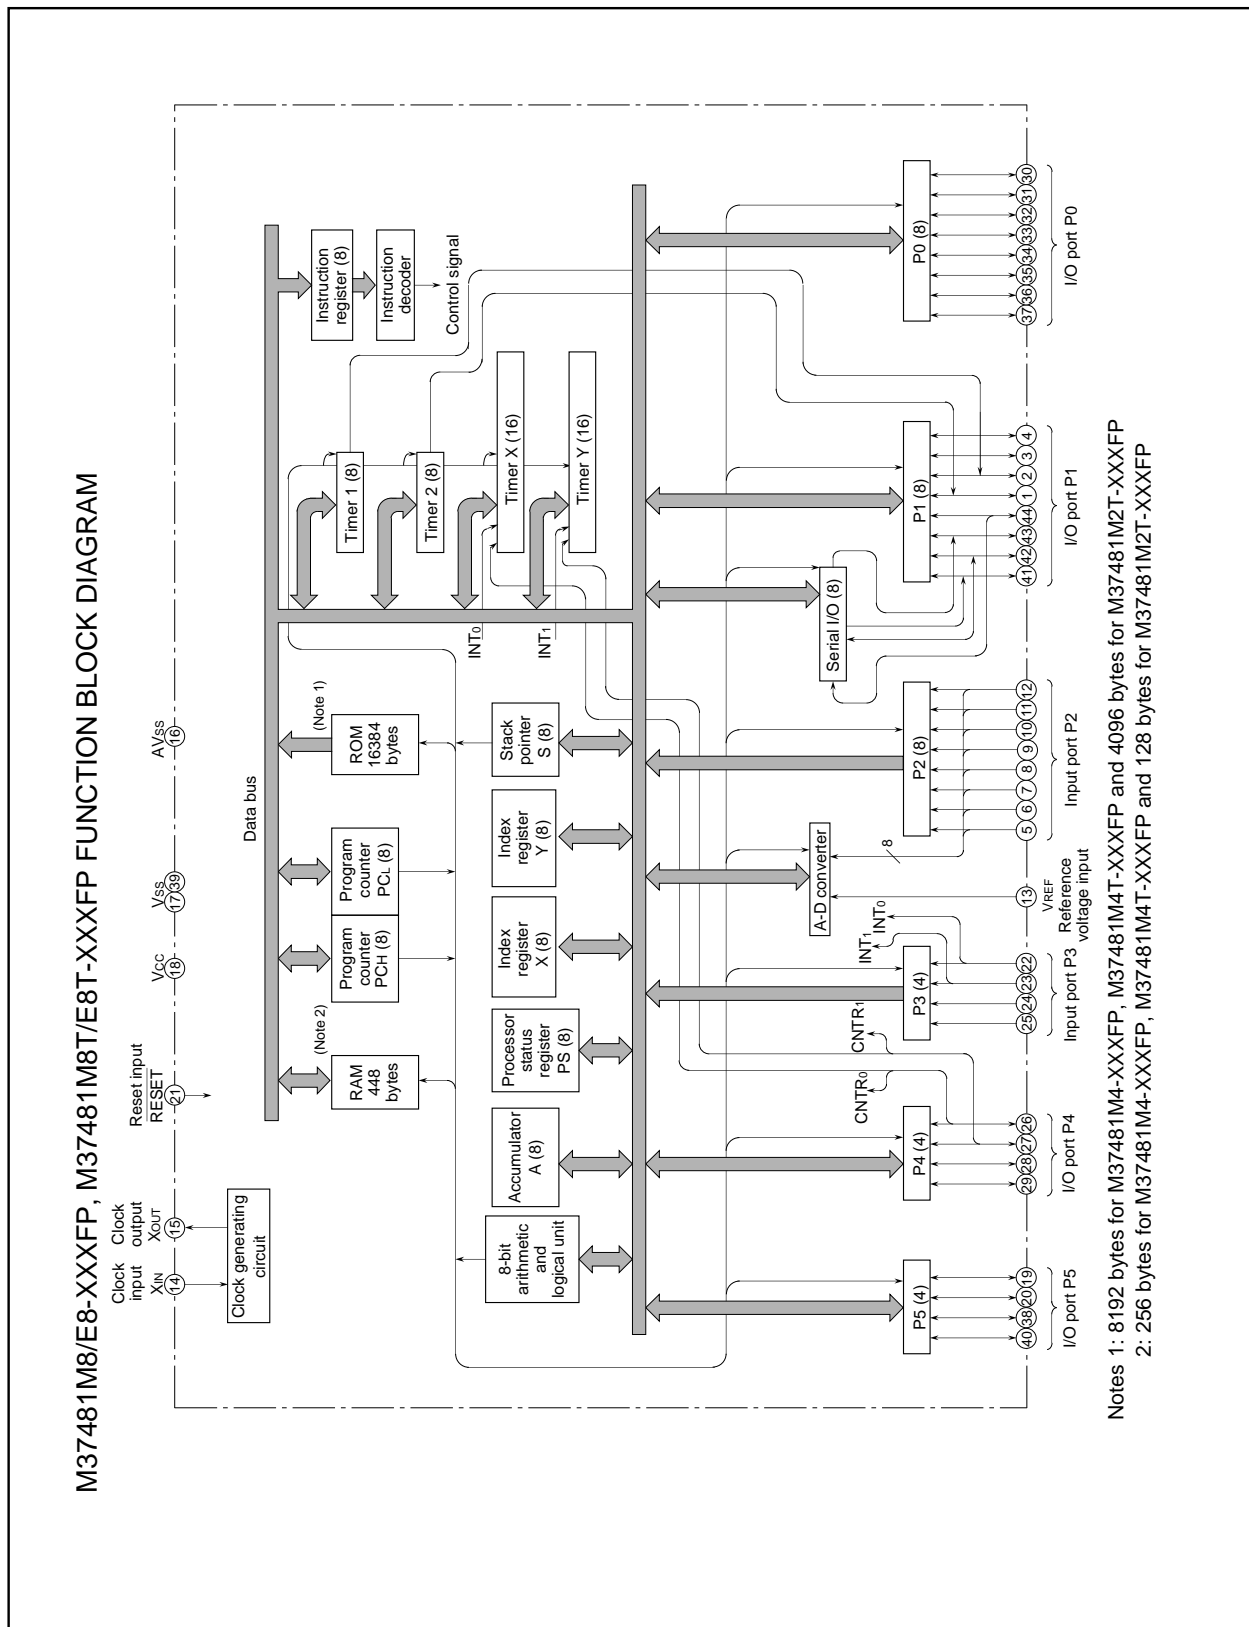 M37481M8/E8-XXXFP, M37481M8T/E8T-XXXFP FUNCTION BLOCK DIAGRAM
Clock input XIN
14
Clock output XOUT
15
Reset input RESET
21
VCC
18
VSS
17 39
AVSS
16
Clock generating circuit
Data bus
(Note 2)
RAM 448 bytes
Program counter PCH (8)
Program counter PCL (8)
(Note 1)
ROM 16384 bytes
Instruction register (8)
Instruction decoder
Control signal
Timer 1 (8)
Timer 2 (8)
Timer X (16)
Timer Y (16)
INT0
INT1
8-bit arithmetic and logical unit
Accumulator A (8)
Processor status register PS (8)
Index register X (8)
Index register Y (8)
Stack pointer S (8)
CNTR0
CNTR1
INT1
INT0
A-D converter
8
Serial I/O (8)
P5 (4)
P4 (4)
P3 (4)
P2 (8)
P1 (8)
P0 (8)
40 38 20 19
29 28 27 26
25 24 23 22
13
5 6 7 8 9 10 11 12
41 42 43 44 1 2 3 4
37 36 35 34 33 32 31 30
I/O port P5
I/O port P4
Input port P3
VREF
Reference voltage input
Input port P2
I/O port P1
I/O port P0
Notes 1: 8192 bytes for M37481M4-XXXFP, M37481M4T-XXXFP and 4096 bytes for M37481M2T-XXXFP
2: 256 bytes for M37481M4-XXXFP, M37481M4T-XXXFP and 128 bytes for M37481M2T-XXXFP